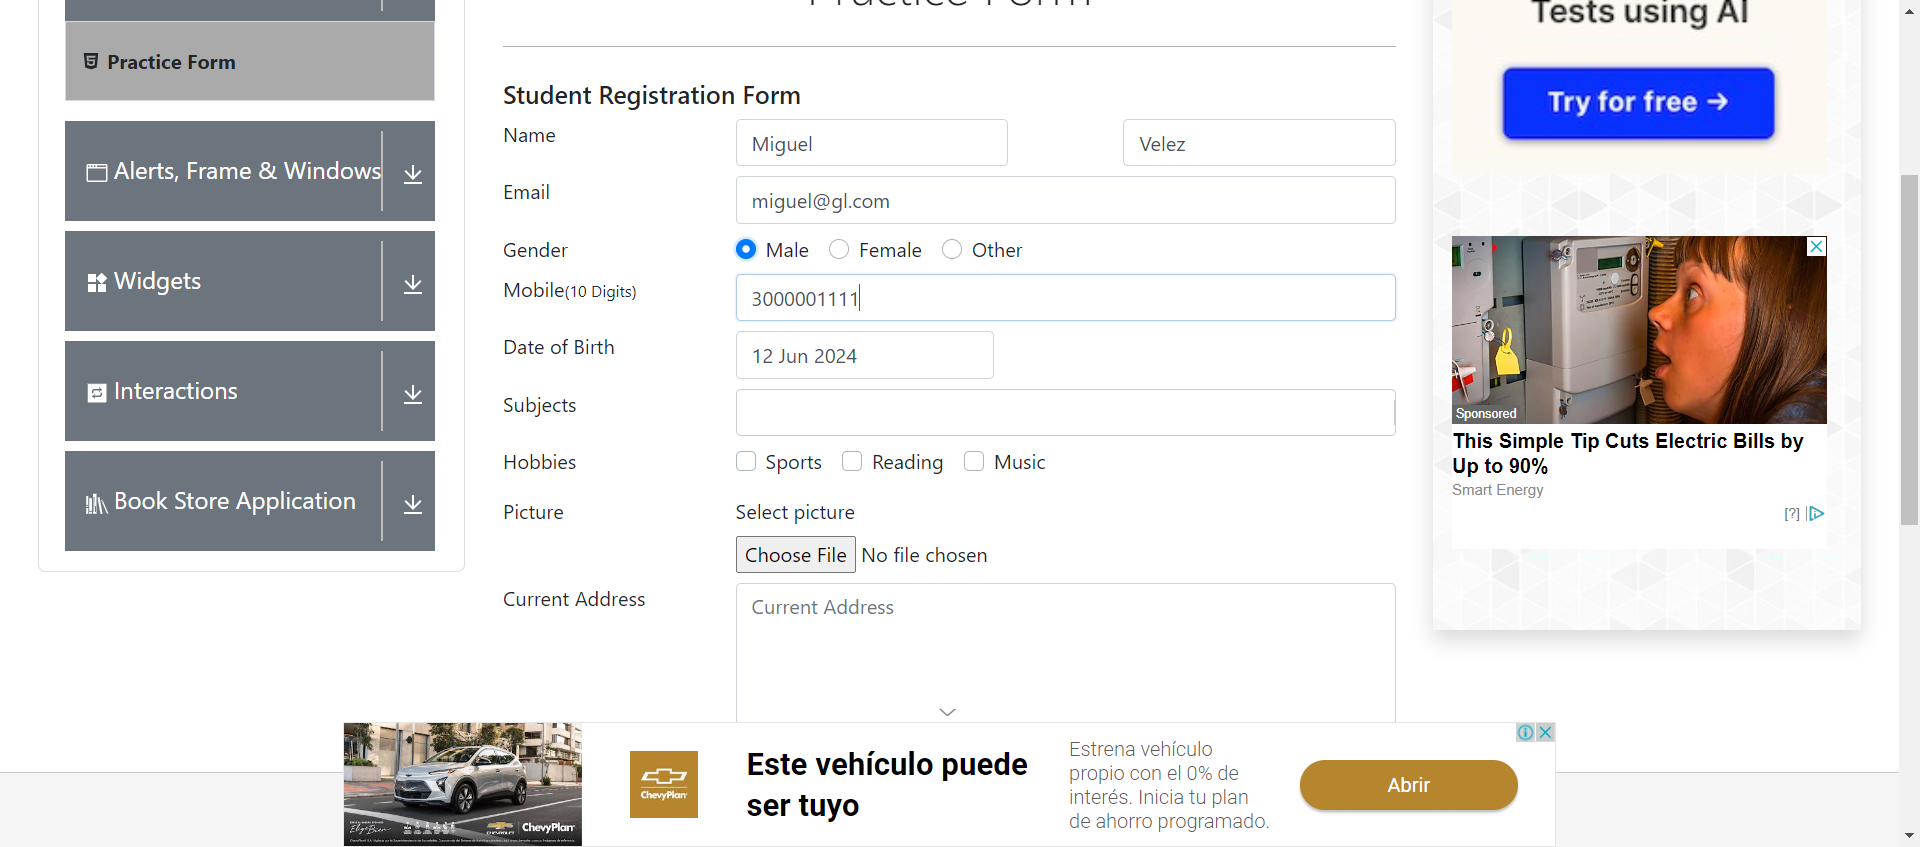 Practice Form
Tests using AI
Practice Form
Try for free →
Student Registration Form
Name
Miguel
Velez
Alerts, Frame & Windows
Email
miguel@gl.com
Gender
Male
Female
Other
Widgets
Mobile(10 Digits)
3000001111
Date of Birth
12 Jun 2024
Interactions
Subjects
Sponsored
This Simple Tip Cuts Electric Bills by
Up to 90%
Smart Energy
[?]
Hobbies
Sports
Reading
Music
Book Store Application
Picture
Select picture
Choose File
No file chosen
Current Address
Current Address
Este vehículo puede
ser tuyo
Estrena vehículo
propio con el 0% de
interés. Inicia tu plan
de ahorro programado.
Abrir
ChevyPlan
ChevyPlan